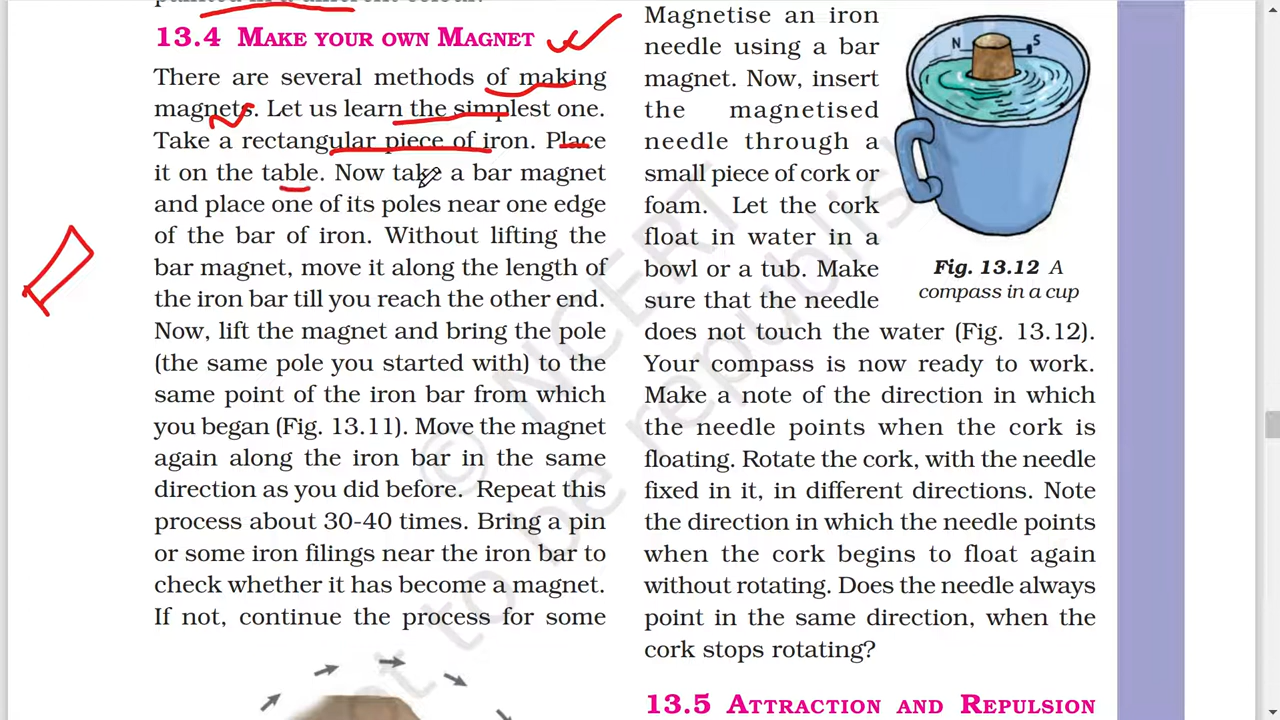 painted in a different colour.
13.4 MAKE YOUR OWN MAGNET
There are several methods of making
magnets. Let us learn the simplest one.
Take a rectangular piece of iron. Place
it on the table. Now take a bar magnet
and place one of its poles near one edge
of the bar of iron. Without lifting the
bar magnet, move it along the length of
the iron bar till you reach the other end.
Now, lift the magnet and bring the pole
(the same pole you started with) to the
same point of the iron bar from which
you began (Fig. 13.11). Move the magnet
again along the iron bar in the same
direction as you did before. Repeat this
process about 30-40 times. Bring a pin
or some iron filings near the iron bar to
check whether it has become a magnet.
If not, continue the process for some
Magnetise an iron
needle using a bar
magnet. Now, insert
the magnetised
needle through a
small piece of cork or
foam. Let the cork
float in water in a
bowl or a tub. Make
sure that the needle
does not touch the water (Fig. 13.12).
Your compass is now ready to work.
Make a note of the direction in which
the needle points when the cork is
floating. Rotate the cork, with the needle
fixed in it, in different directions. Note
the direction in which the needle points
when the cork begins to float again
without rotating. Does the needle always
point in the same direction, when the
cork stops rotating?
N S
Fig. 13.12 A
compass in a cup
13.5 ATTRACTION AND REPULSION
© NCERT
not to be republish